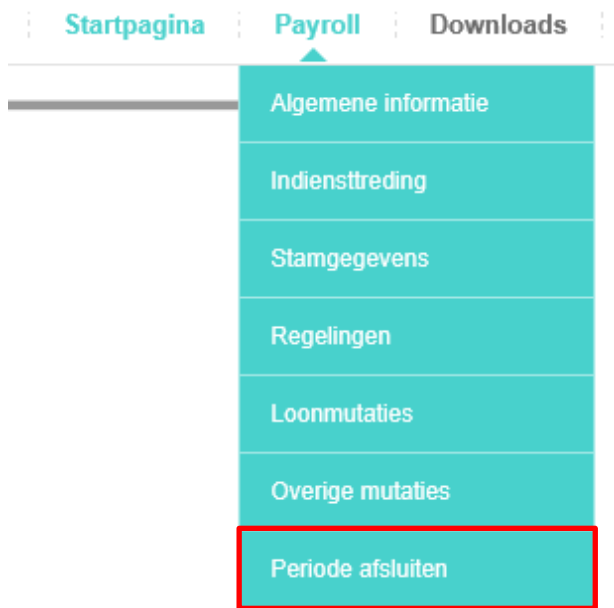 Startpagina Payroll Downloads
Algemene informatie
Indiensttreding
Stamgegevens
Regelingen
Loonmutaties
Overige mutaties
Periode afsluiten